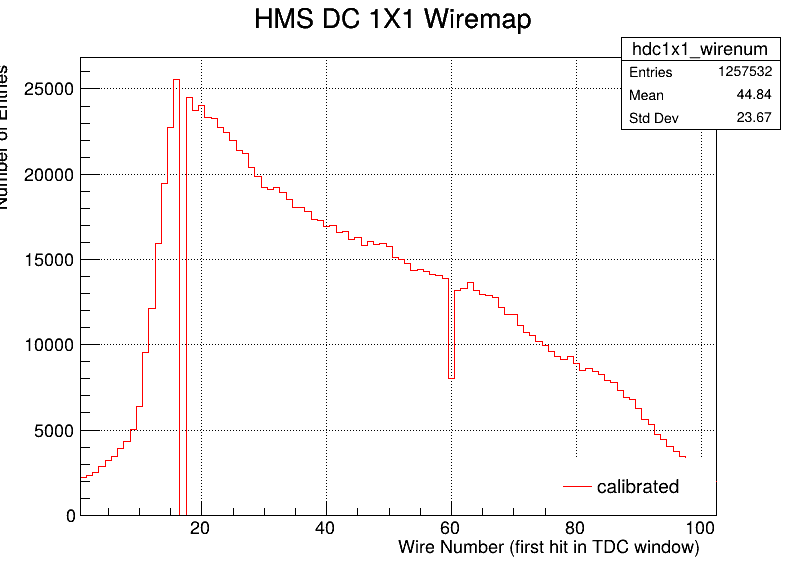 HMS DC 1X1 Wiremap
hdc1x1_wirenum
Entries 1257532
Mean 44.84
Std Dev 23.67
Number of Entries
25000
20000
15000
10000
5000
0
20 40 60 80 100
calibrated
Wire Number (first hit in TDC window)